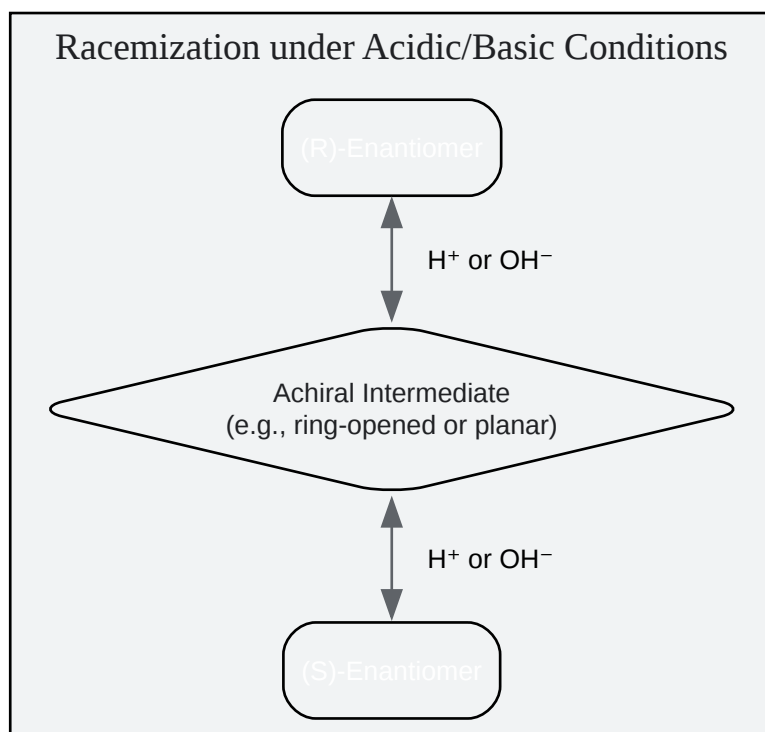 Racemization under Acidic/Basic Conditions
(R)-Enantiomer
H⁺ or OH⁻
Achiral Intermediate
(e.g., ring-opened or planar)
H⁺ or OH⁻
(S)-Enantiomer